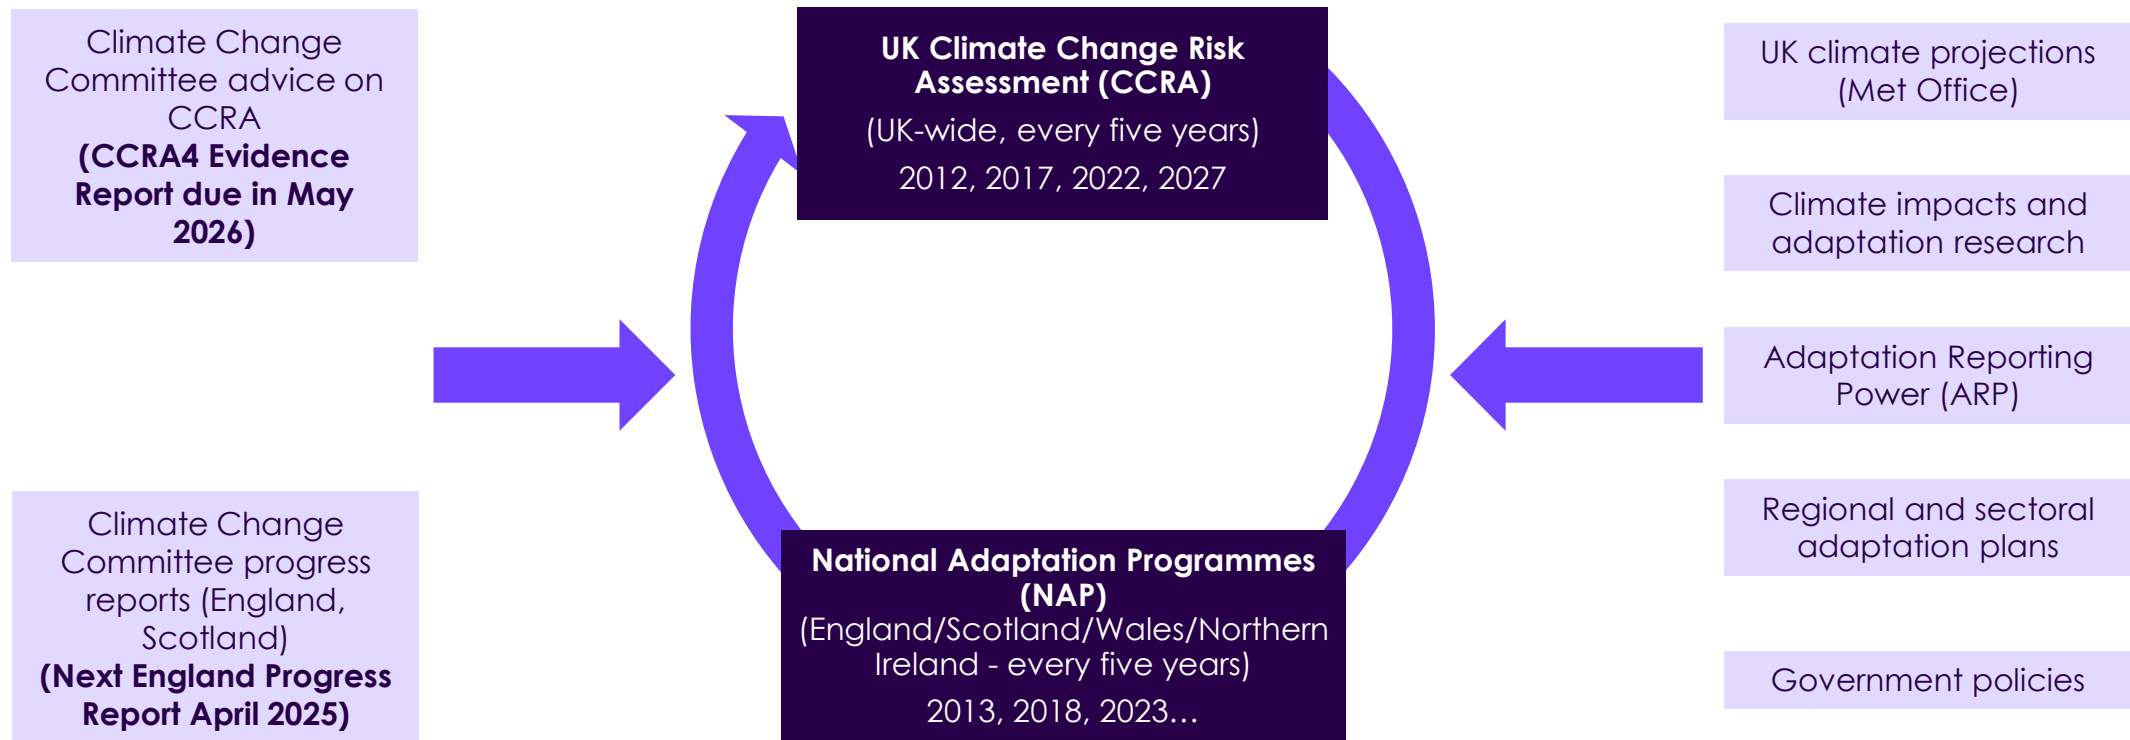 Climate Change
Committee advice on
CCRA
(CCRA4 Evidence
Report due in May
2026)
Climate Change
Committee progress
reports (England,
Scotland)
(Next England Progress
Report April 2025)
UK Climate Change Risk
Assessment (CCRA)
(UK-wide, every five years)
2012, 2017, 2022, 2027
National Adaptation Programmes
(NAP)
(England/Scotland/Wales/Northern
Ireland - every five years)
2013, 2018, 2023…
UK climate projections
(Met Office)
Climate impacts and
adaptation research
Adaptation Reporting
Power (ARP)
Regional and sectoral
adaptation plans
Government policies